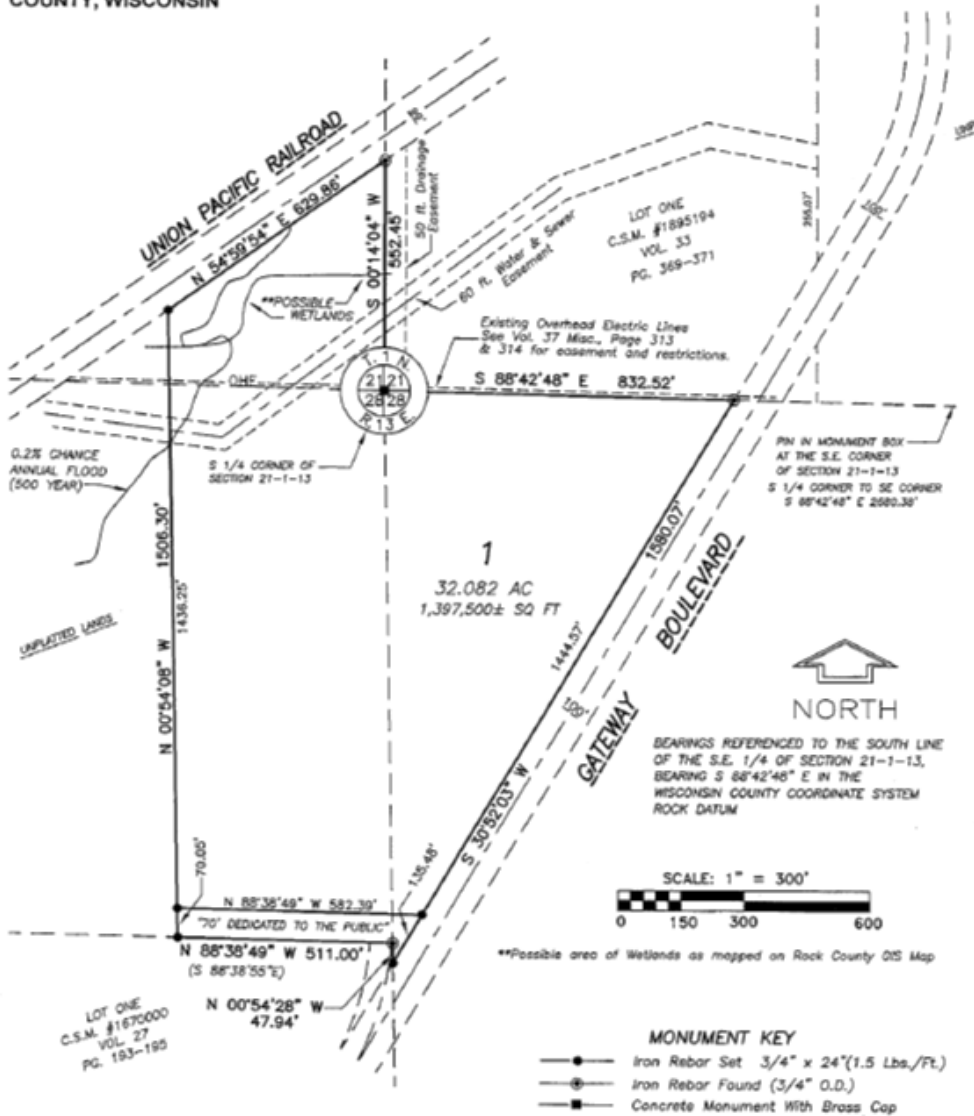 COUNTY, WISCONSIN
UNION PACIFIC RAILROAD
N 54°59'54" E 629.86'
S 00°14'04" W
552.45'
50 ft. Drainage
Easement
60 ft. Water & Sewer
Easement
LOT ONE
C.S.M. #1895194
VOL. 33
PG. 369-371
100'
**POSSIBLE
WETLANDS
Existing Overhead Electric Lines
See Vol. 37 Misc., Page 313
& 314 for easement and restrictions.
S 88°42'48" E 832.52'
OHE
T. 1 N.
21 21
28 28
R. 13 E.
S 1/4 CORNER OF
SECTION 21-1-13
0.2% CHANCE
ANNUAL FLOOD
(500 YEAR)
PIN IN MONUMENT BOX
AT THE S.E. CORNER
OF SECTION 21-1-13
S 1/4 CORNER TO SE CORNER
S 88°42'48" E 2680.38'
1
32.082 AC
1,397,500± SQ FT
N 00°54'08" W 1506.30'
1436.25'
UNPLATTED LANDS
1580.07'
1444.57'
S 30°52'03" W
135.48'
100'
GATEWAY BOULEVARD
NORTH
BEARINGS REFERENCED TO THE SOUTH LINE
OF THE S.E. 1/4 OF SECTION 21-1-13,
BEARING S 88°42'48" E IN THE
WISCONSIN COUNTY COORDINATE SYSTEM
ROCK DATUM
70.05'
N 88°38'49" W 582.39'
"70' DEDICATED TO THE PUBLIC"
N 88°38'49" W 511.00'
(S 88°38'55"E)
N 00°54'28" W
47.94'
LOT ONE
C.S.M. #1670000
VOL. 27
PG. 193-195
SCALE: 1" = 300'
0 150 300 600
**Possible area of Wetlands as mapped on Rock County GIS Map
MONUMENT KEY
Iron Rebar Set 3/4" x 24"(1.5 Lbs./Ft.)
Iron Rebar Found (3/4" O.D.)
Concrete Monument With Brass Cap